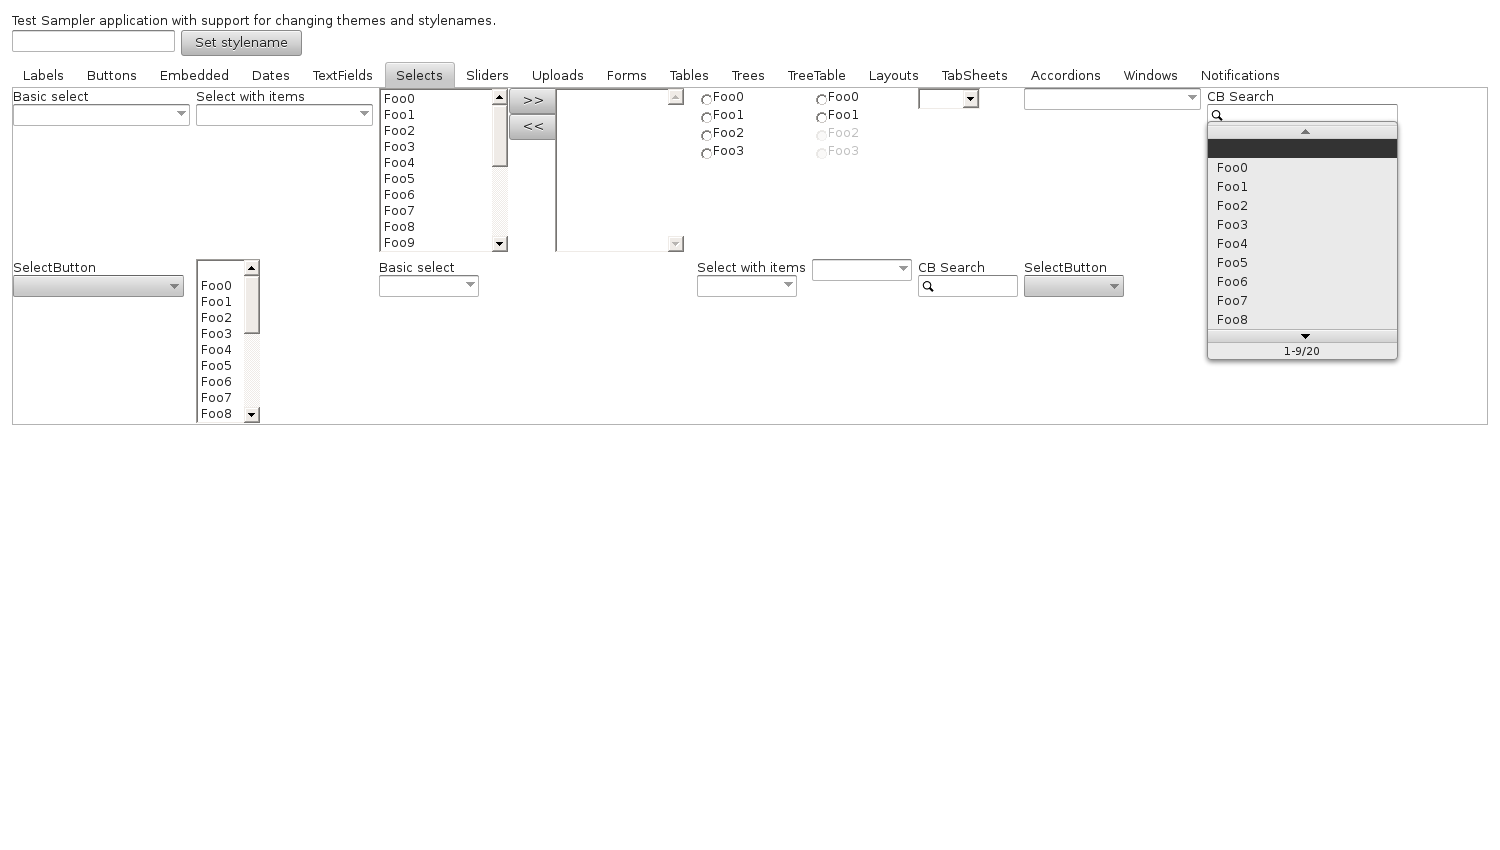 Test Sampler application with support for changing themes and stylenames.
Set stylename
Labels Buttons Embedded Dates TextFields Selects Sliders Uploads Forms Tables Trees TreeTable Layouts TabSheets Accordions Windows Notifications
Basic select
Select with items
Foo0
Foo1
Foo2
Foo3
Foo4
Foo5
Foo6
Foo7
Foo8
Foo9
>>
<<
Foo0
Foo1
Foo2
Foo3
Foo0
Foo1
Foo2
Foo3
CB Search
Foo0
Foo1
Foo2
Foo3
Foo4
Foo5
Foo6
Foo7
Foo8
1-9/20
SelectButton
Foo0
Foo1
Foo2
Foo3
Foo4
Foo5
Foo6
Foo7
Foo8
Basic select
Select with items
CB Search
SelectButton